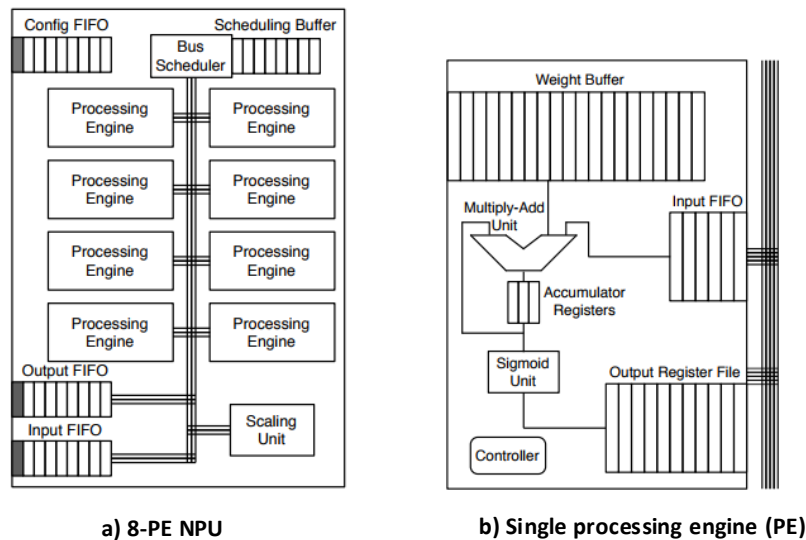 Config FIFO
Scheduling Buffer
Bus
Scheduler
Processing
Engine
Processing
Engine
Processing
Engine
Processing
Engine
Processing
Engine
Processing
Engine
Processing
Engine
Processing
Engine
Output FIFO
Input FIFO
Scaling
Unit
a) 8-PE NPU
Weight Buffer
Multiply-Add
Unit
Input FIFO
Accumulator
Registers
Sigmoid
Unit
Output Register File
Controller
b) Single processing engine (PE)